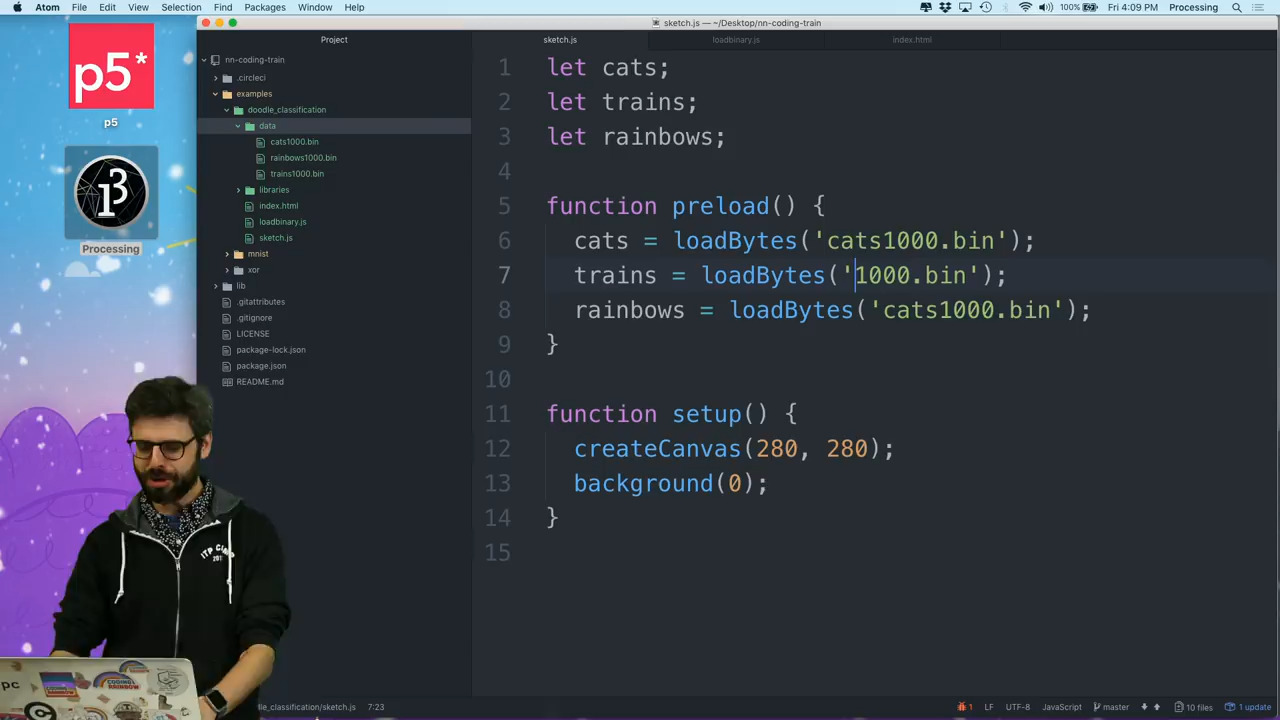 Atom File Edit View Selection Find Packages Window Help
100% Fri 4:09 PM Processing
sketch.js — ~/Desktop/nn-coding-train
Project
sketch.js
loadbinary.js
index.html
p5*
p5
Processing
nn-coding-train
.circleci
examples
doodle_classification
data
cats1000.bin
rainbows1000.bin
trains1000.bin
libraries
index.html
loadbinary.js
sketch.js
mnist
xor
lib
.gitattributes
.gitignore
LICENSE
package-lock.json
package.json
README.md
1 let cats;
2 let trains;
3 let rainbows;
4
5 function preload() {
6 cats = loadBytes('cats1000.bin');
7 trains = loadBytes('1000.bin');
8 rainbows = loadBytes('cats1000.bin');
9 }
10
11 function setup() {
12 createCanvas(280, 280);
13 background(0);
14 }
15
dle_classification/sketch.js 7:23
1 LF UTF-8 JavaScript master 10 files 1 update